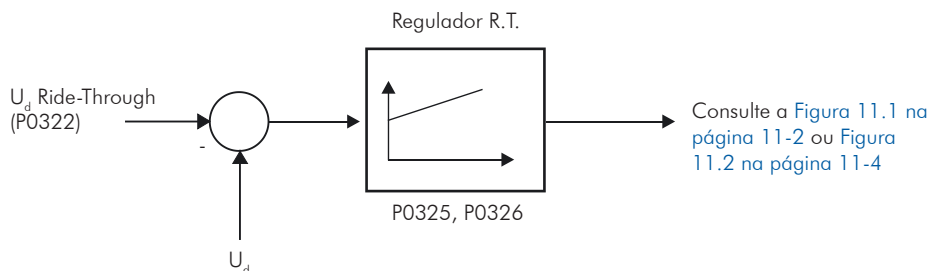 Regulador R.T.
U_d Ride-Through
(P0322)
-
Consulte a Figura 11.1 na
página 11-2 ou Figura
11.2 na página 11-4
P0325, P0326
U_d